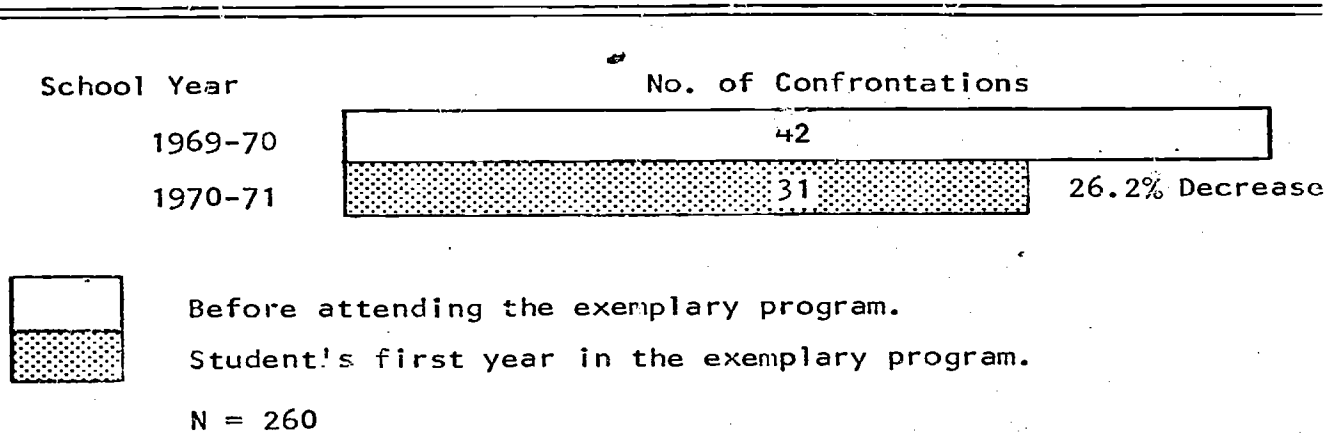 School Year No. of Confrontations
1969-70 42
1970-71 31 26.2% Decrease
Before attending the exemplary program.
Student's first year in the exemplary program.
N = 260